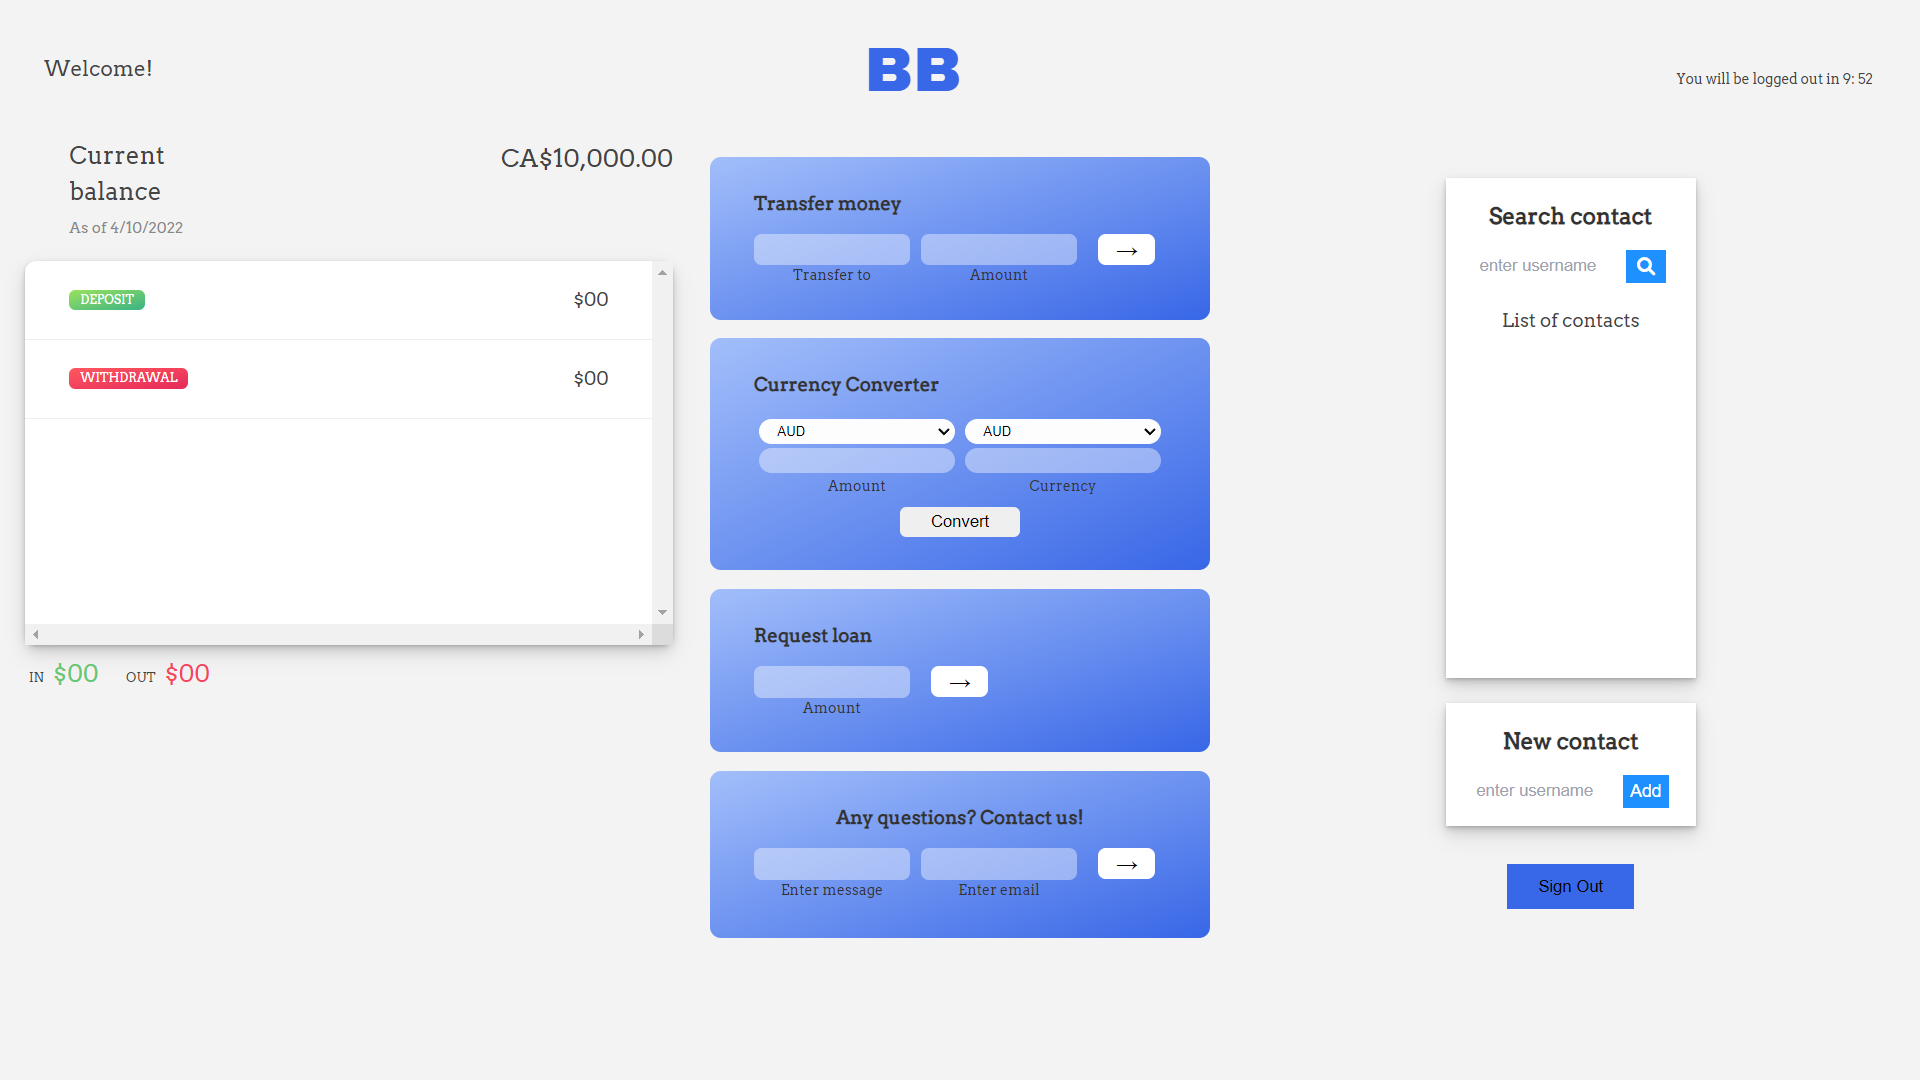 Welcome!
BB
You will be logged out in 9: 52
Current
balance
CA$10,000.00
As of 4/10/2022
DEPOSIT
$00
WITHDRAWAL
$00
IN $00 OUT $00
Transfer money
→
Transfer to
Amount
Currency Converter
AUD
AUD
Amount
Currency
Convert
Request loan
→
Amount
Any questions? Contact us!
→
Enter message
Enter email
Search contact
enter username
List of contacts
New contact
enter username
Add
Sign Out